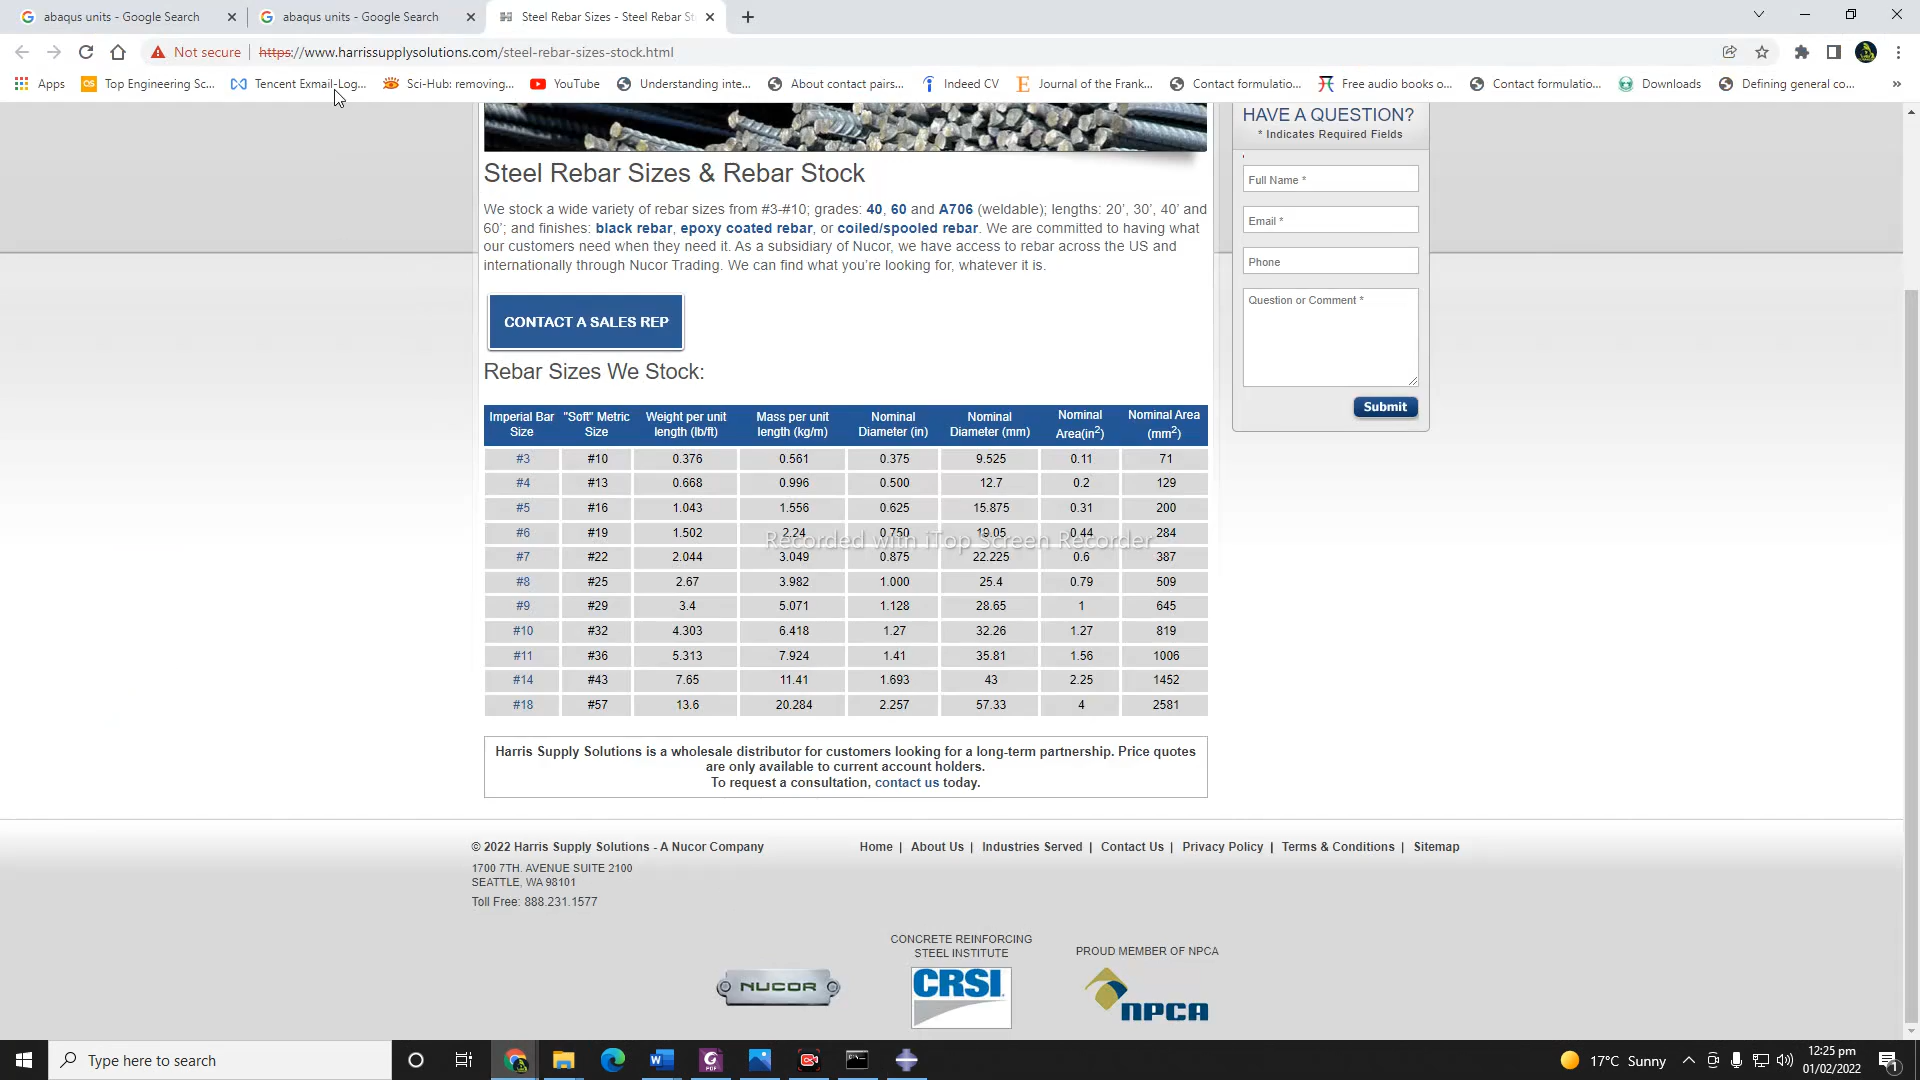 abaqus units - Google Search
abaqus units - Google Search
Steel Rebar Sizes - Steel Rebar St
Not secure
https://www.harrissupplysolutions.com/steel-rebar-sizes-stock.html
Apps
Top Engineering Sc...
Tencent Exmail-Log...
Sci-Hub: removing...
YouTube
Understanding inte...
About contact pairs...
Indeed CV
Journal of the Frank...
Contact formulatio...
Free audio books o...
Contact formulatio...
Downloads
Defining general co...
»
HAVE A QUESTION?
* Indicates Required Fields
Full Name *
Email *
Phone
Question or Comment *
Submit
Steel Rebar Sizes & Rebar Stock
We stock a wide variety of rebar sizes from #3-#10; grades: 40, 60 and A706 (weldable); lengths: 20’, 30’, 40’ and
60’; and finishes: black rebar, epoxy coated rebar, or coiled/spooled rebar. We are committed to having what
our customers need when they need it. As a subsidiary of Nucor, we have access to rebar across the US and
internationally through Nucor Trading. We can find what you’re looking for, whatever it is.
CONTACT A SALES REP
Rebar Sizes We Stock:
Imperial Bar Size "Soft" Metric Size Weight per unit length (lb/ft) Mass per unit length (kg/m) Nominal Diameter (in) Nominal Diameter (mm) Nominal Area(in2) Nominal Area (mm2)
#3 #10 0.376 0.561 0.375 9.525 0.11 71
#4 #13 0.668 0.996 0.500 12.7 0.2 129
#5 #16 1.043 1.556 0.625 15.875 0.31 200
#6 #19 1.502 2.24 0.750 19.05 0.44 284
Recorded with iTop Screen Recorder
#7 #22 2.044 3.049 0.875 22.225 0.6 387
#8 #25 2.67 3.982 1.000 25.4 0.79 509
#9 #29 3.4 5.071 1.128 28.65 1 645
#10 #32 4.303 6.418 1.27 32.26 1.27 819
#11 #36 5.313 7.924 1.41 35.81 1.56 1006
#14 #43 7.65 11.41 1.693 43 2.25 1452
#18 #57 13.6 20.284 2.257 57.33 4 2581
Harris Supply Solutions is a wholesale distributor for customers looking for a long-term partnership. Price quotes
are only available to current account holders.
To request a consultation, contact us today.
© 2022 Harris Supply Solutions - A Nucor Company
Home | About Us | Industries Served | Contact Us | Privacy Policy | Terms & Conditions | Sitemap
1700 7TH. AVENUE SUITE 2100
SEATTLE, WA 98101
Toll Free: 888.231.1577
CONCRETE REINFORCING
STEEL INSTITUTE
PROUD MEMBER OF NPCA
NUCOR
CRSI
NPCA
Type here to search
17°C Sunny
12:25 pm
01/02/2022
1